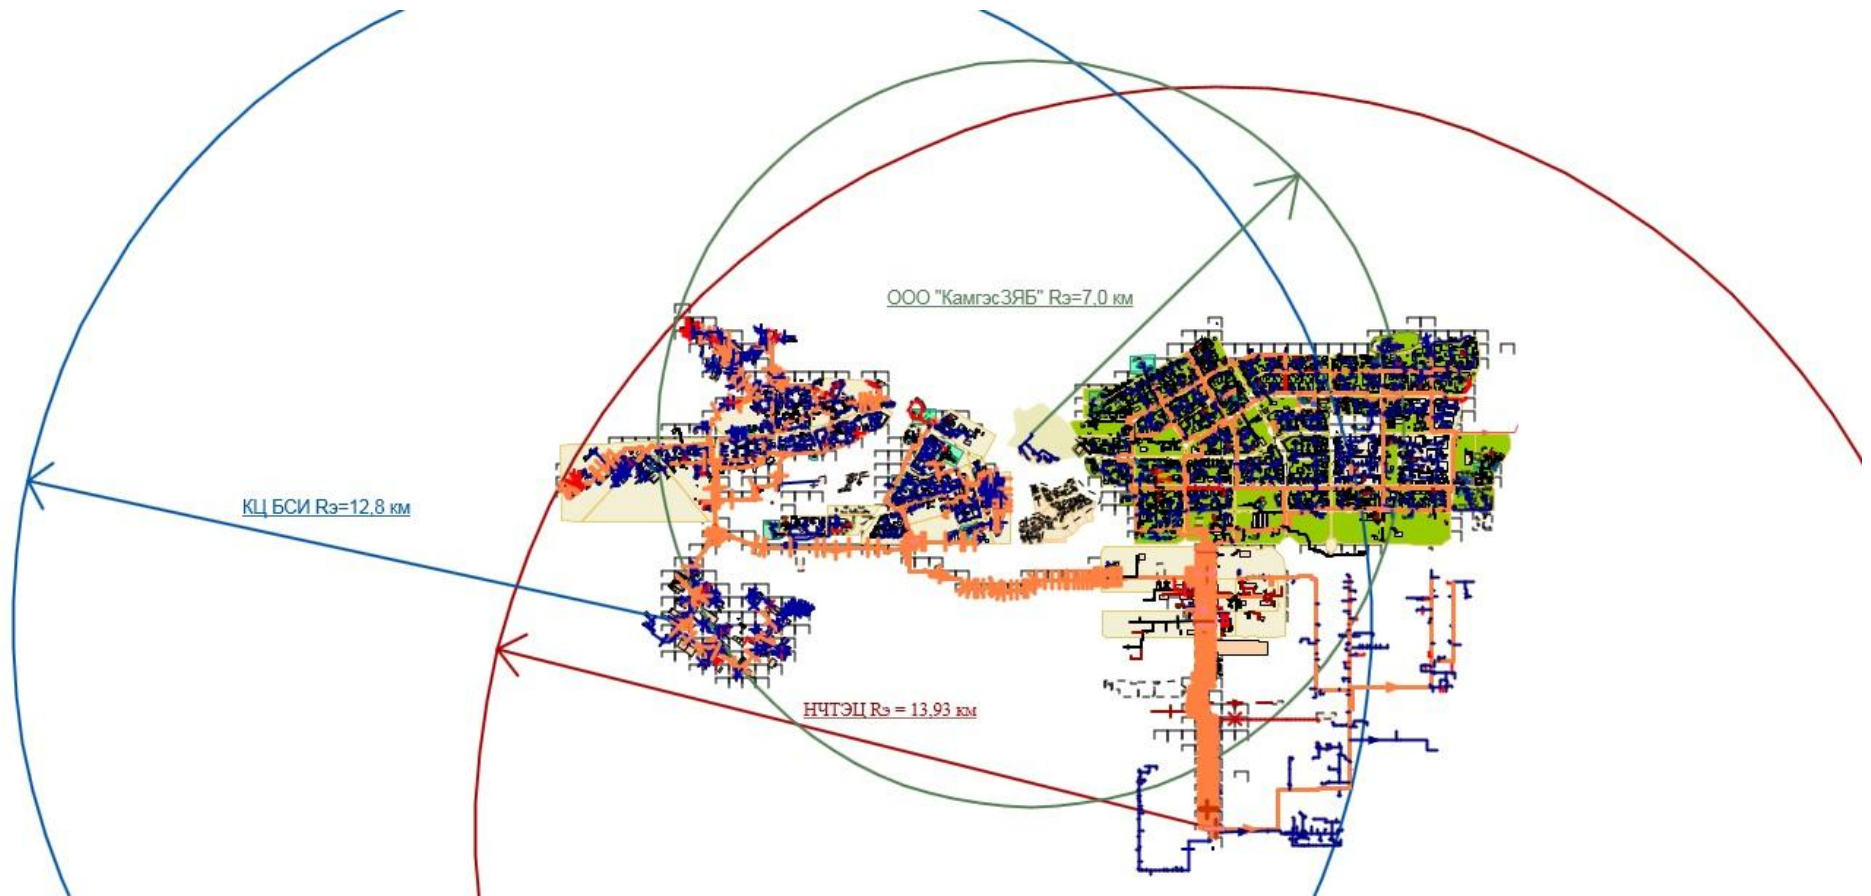 ООО "КамгэсЗЯБ" Rэ=7,0 км
КЦ БСИ Rэ=12,8 км
НЧТЭЦ Rэ = 13,93 км